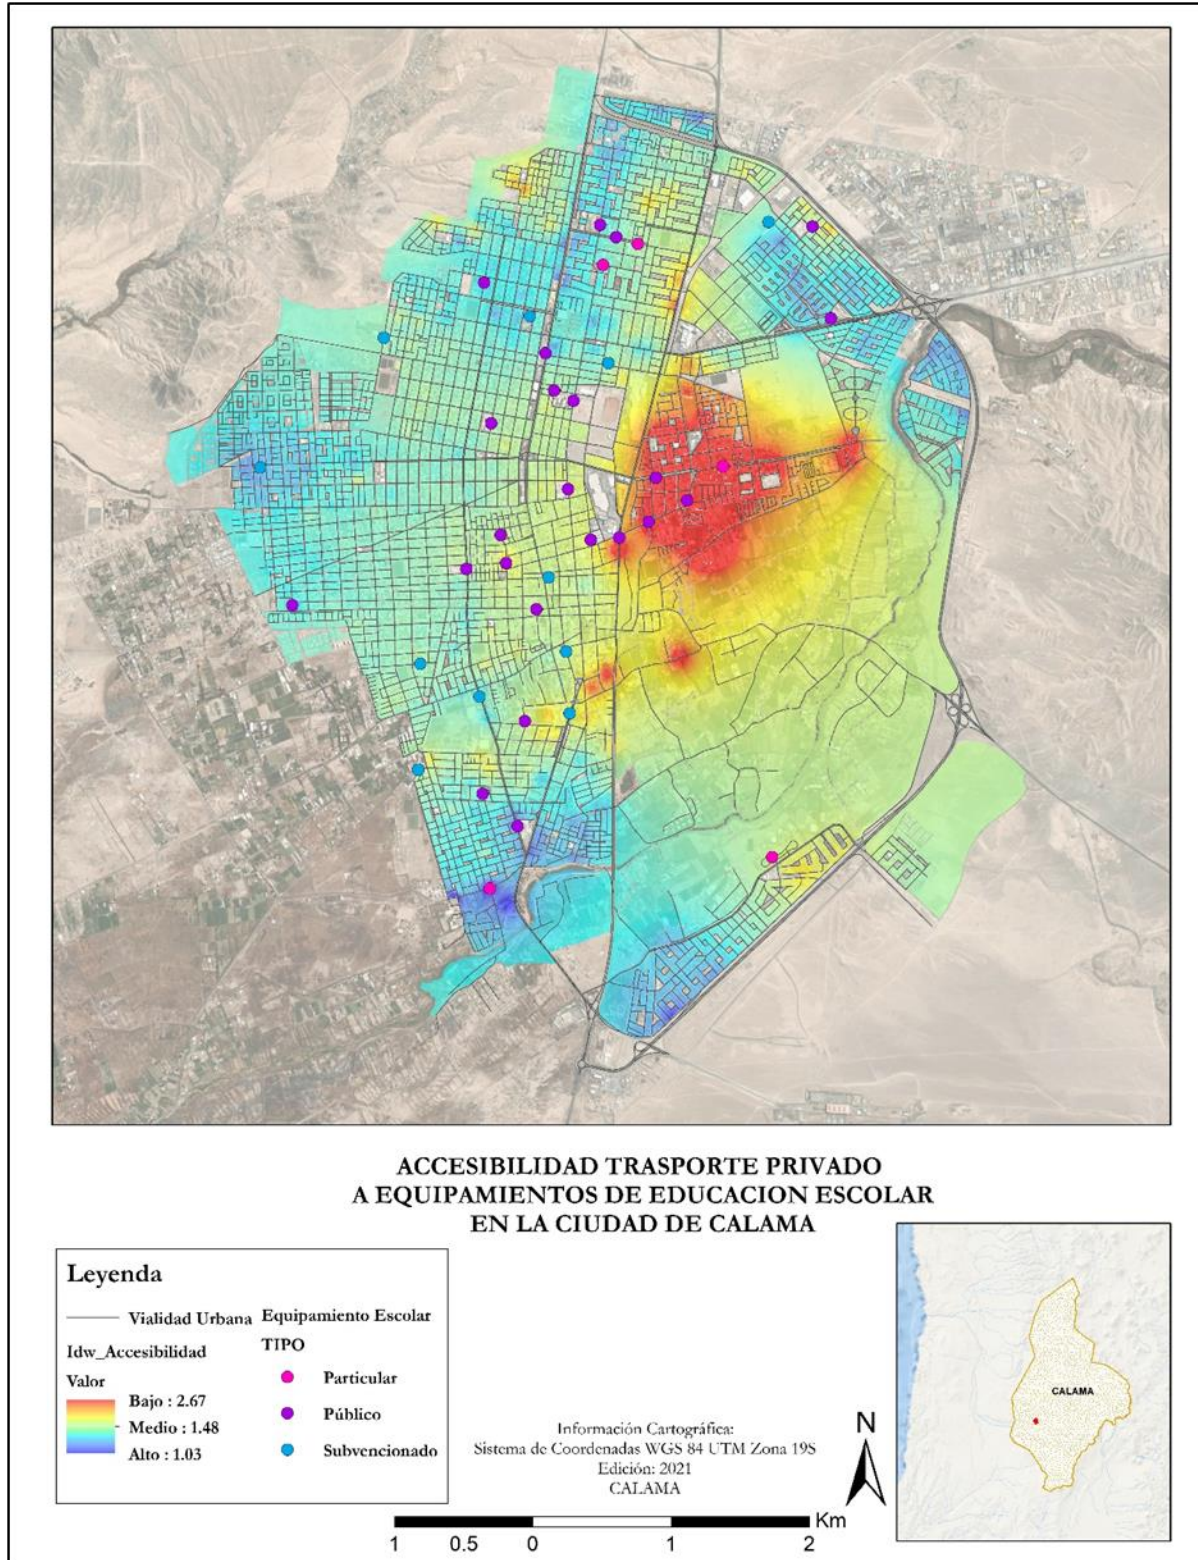 ACCESIBILIDAD TRASPORTE PRIVADO
A EQUIPAMIENTOS DE EDUCACION ESCOLAR
EN LA CIUDAD DE CALAMA
Leyenda
Vialidad Urbana
Idw_Accesibilidad
Valor
Bajo : 2.67
Medio : 1.48
Alto : 1.03
Equipamiento Escolar
TIPO
Particular
Público
Subvencionado
Información Cartográfica:
Sistema de Coordenadas WGS 84 UTM Zona 19S
Edición: 2021
CALAMA
N
CALAMA
Km
1 0.5 0 1 2